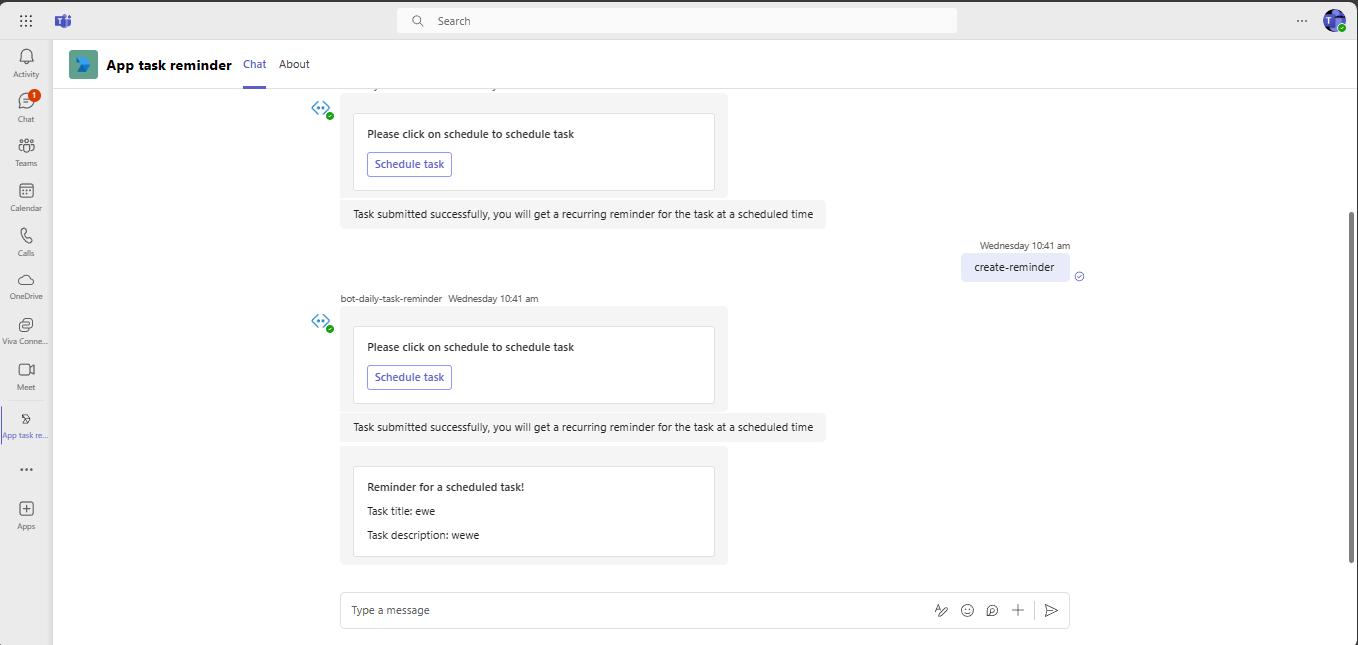 Search
T
App task reminder
Chat
About
Activity
1
Chat
Teams
Calendar
Calls
OneDrive
Viva Conne...
Meet
App task re...
Apps
Please click on schedule to schedule task
Schedule task
Task submitted successfully, you will get a recurring reminder for the task at a scheduled time
Wednesday 10:41 am
create-reminder
bot-daily-task-reminder Wednesday 10:41 am
Please click on schedule to schedule task
Schedule task
Task submitted successfully, you will get a recurring reminder for the task at a scheduled time
Reminder for a scheduled task!
Task title: ewe
Task description: wewe
Type a message